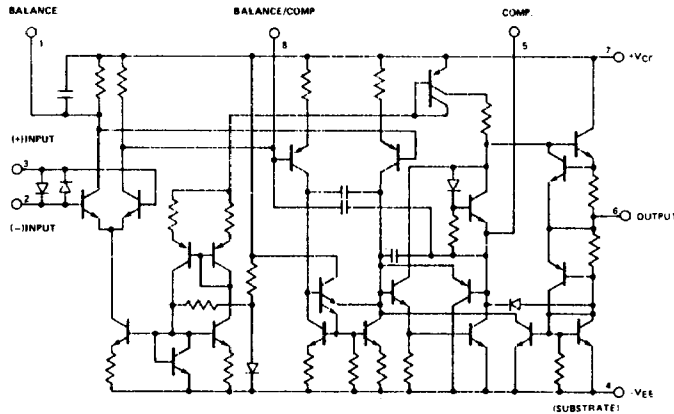 BALANCE
1
BALANCE/COMP
8
COMP.
5
7
+VCC
(+)INPUT
3
2
(-)INPUT
6
OUTPUT
4
-VEE
(SUBSTRATE)